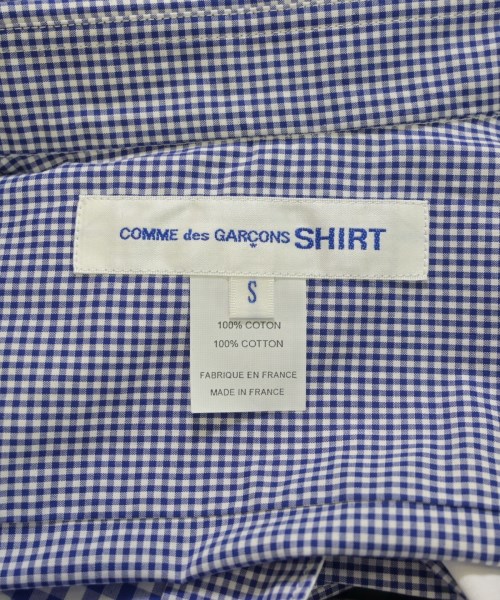 COMME des GARÇONS SHIRT
S
100% COTON
100% COTTON
FABRIQUE EN FRANCE
MADE IN FRANCE